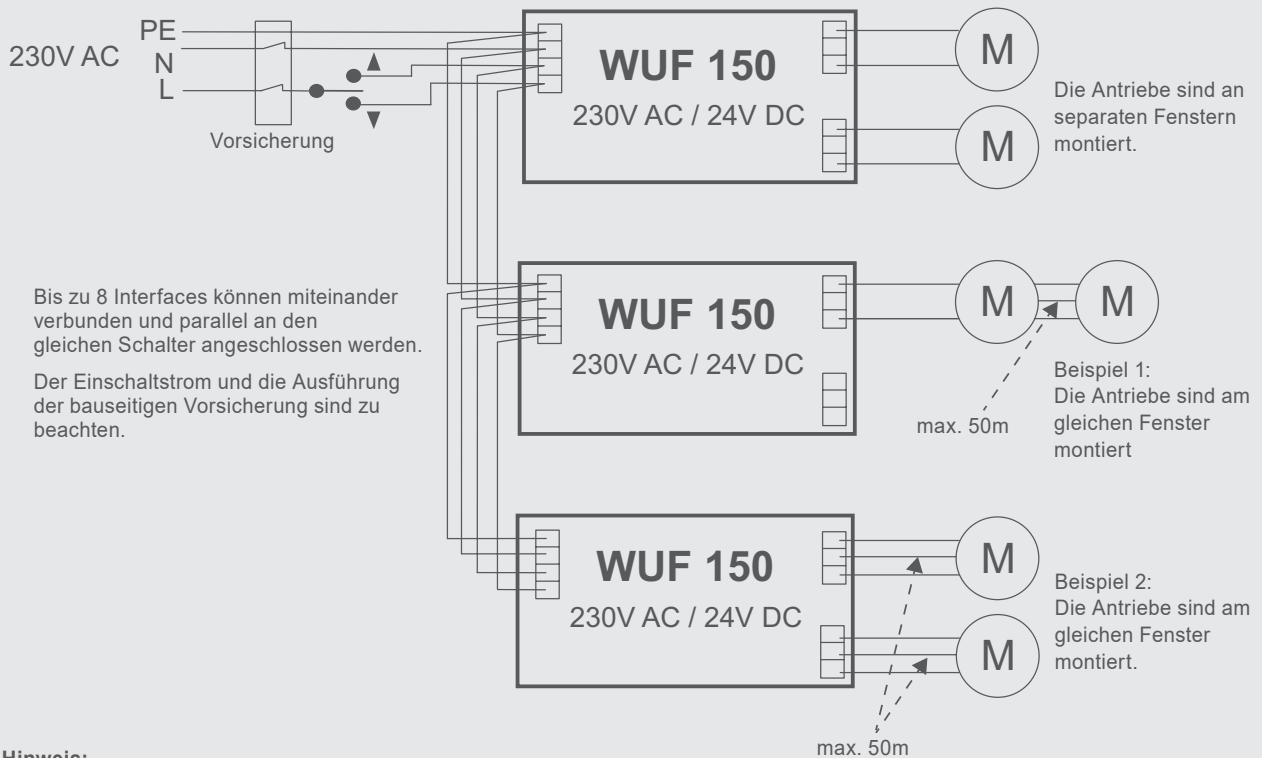 PE
230V AC
N
L
Vorsicherung
WUF 150
230V AC / 24V DC
M
M
Die Antriebe sind an
separaten Fenstern
montiert.
Bis zu 8 Interfaces können miteinander
verbunden und parallel an den
gleichen Schalter angeschlossen werden.
Der Einschaltstrom und die Ausführung
der bauseitigen Vorsicherung sind zu
beachten.
WUF 150
230V AC / 24V DC
M
M
max. 50m
Beispiel 1:
Die Antriebe sind am
gleichen Fenster
montiert
WUF 150
230V AC / 24V DC
M
M
Beispiel 2:
Die Antriebe sind am
gleichen Fenster
montiert.
max. 50m
Hinweis: